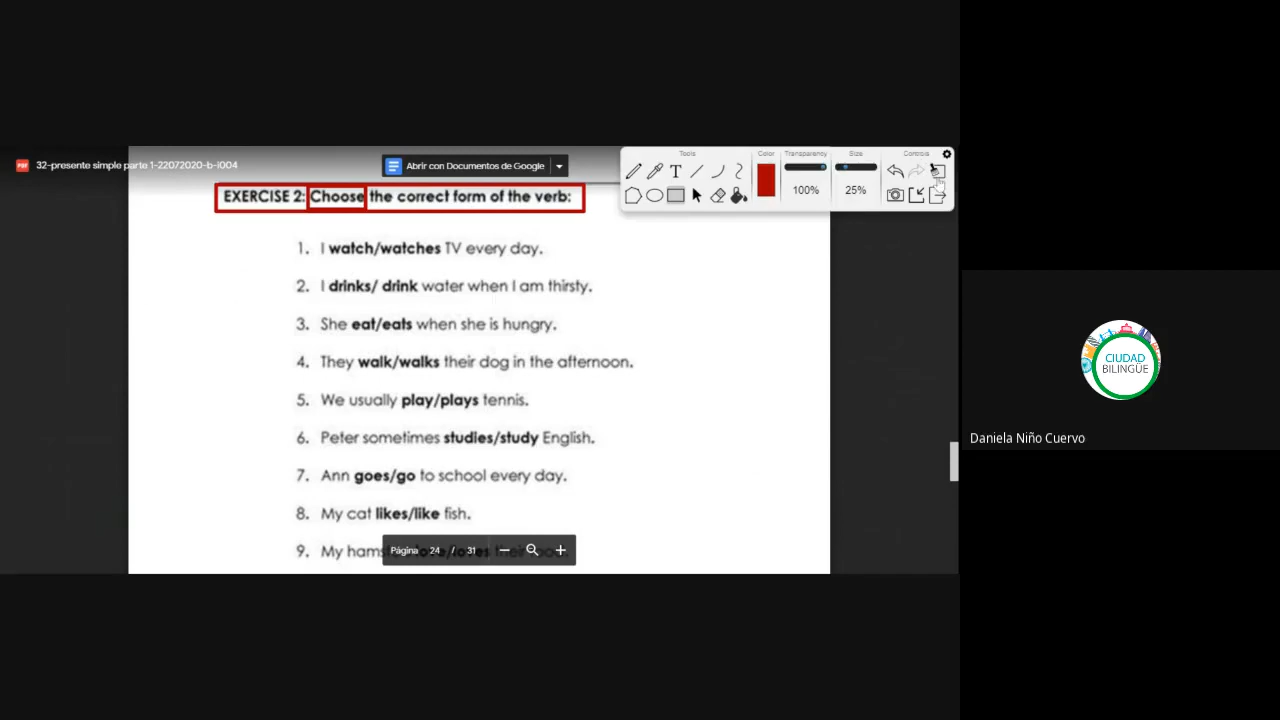 32-presente simple parte 1-22072020-b-i004
Abrir con Documentos de Google
Tools
Color
Transparency
Size
Controls
100%
25%
EXERCISE 2: Choose the correct form of the verb:
1. I watch/watches TV every day.
2. I drinks/ drink water when I am thirsty.
3. She eat/eats when she is hungry.
4. They walk/walks their dog in the afternoon.
5. We usually play/plays tennis.
6. Peter sometimes studies/study English.
7. Ann goes/go to school every day.
8. My cat likes/like fish.
9. My
Página 24 / 31
CIUDAD
BILINGÜE
Daniela Niño Cuervo